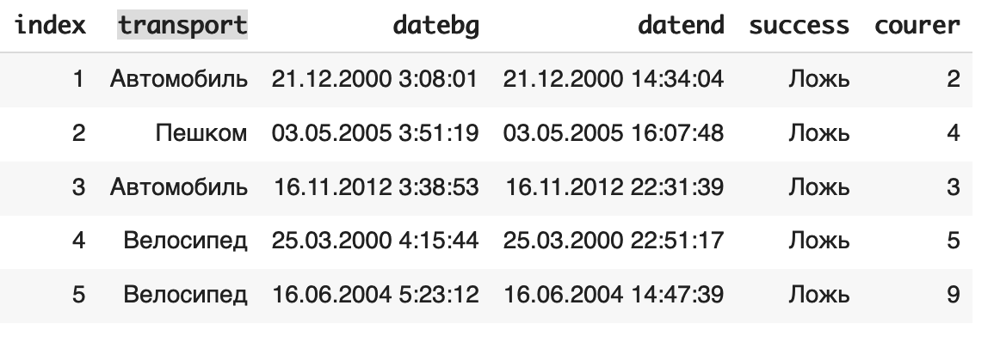 index transport datebg datend success courer
1 Автомобиль 21.12.2000 3:08:01 21.12.2000 14:34:04 Ложь 2
2 Пешком 03.05.2005 3:51:19 03.05.2005 16:07:48 Ложь 4
3 Автомобиль 16.11.2012 3:38:53 16.11.2012 22:31:39 Ложь 3
4 Велосипед 25.03.2000 4:15:44 25.03.2000 22:51:17 Ложь 5
5 Велосипед 16.06.2004 5:23:12 16.06.2004 14:47:39 Ложь 9